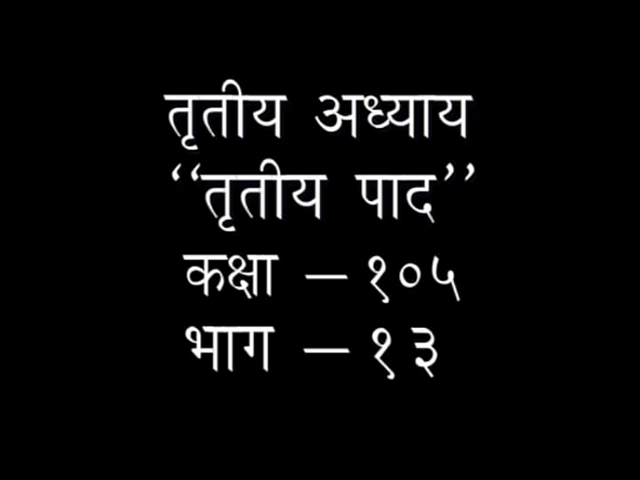 तृतीय अध्याय
‘‘तृतीय पाद’’
कक्षा – १०५
भाग – १३